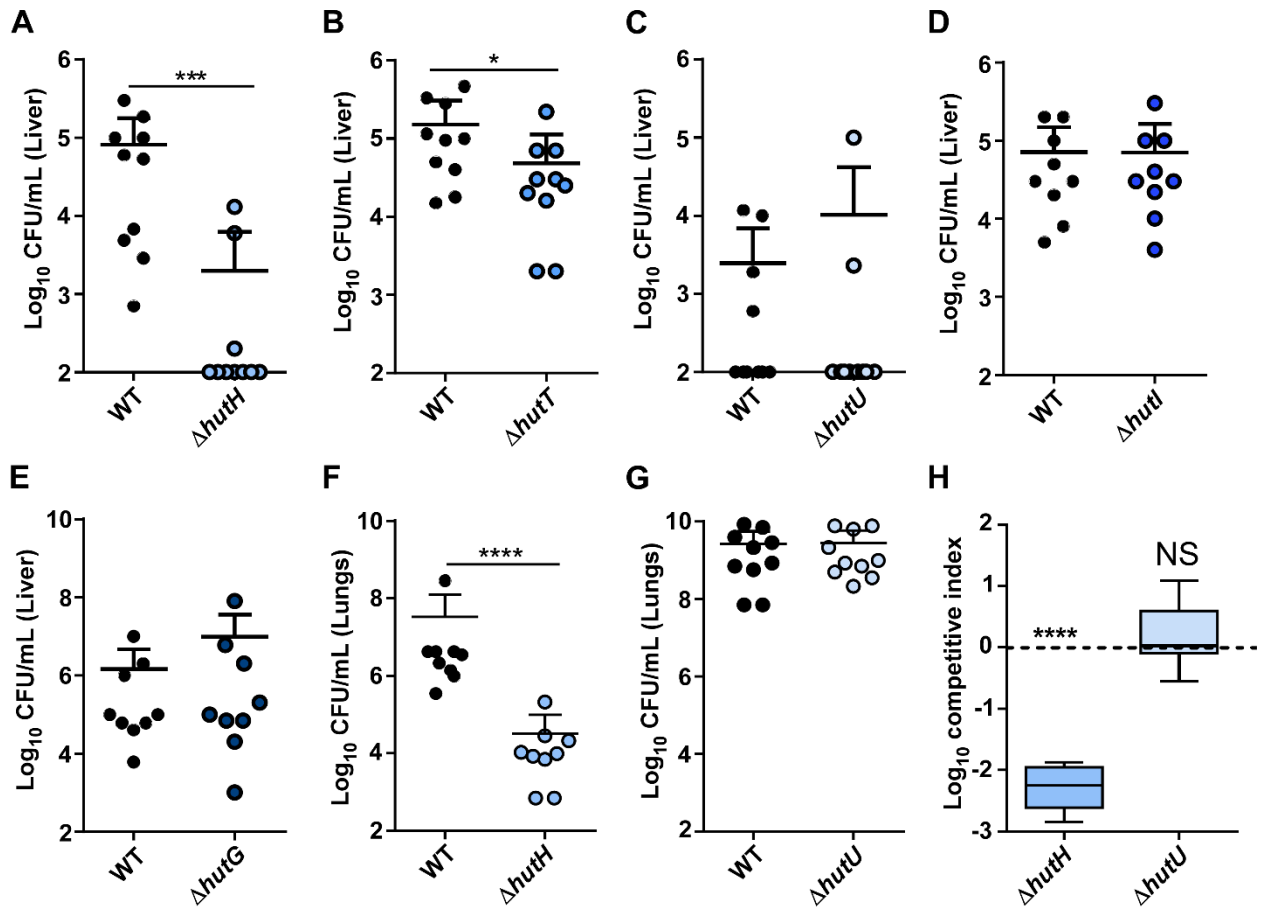 A
Log10 CFU/mL (Liver)
6
5
4
3
2
***
WT
ΔhutH
B
Log10 CFU/mL (Liver)
6
5
4
3
2
*
WT
ΔhutT
C
Log10 CFU/mL (Liver)
6
5
4
3
2
WT
ΔhutU
D
Log10 CFU/mL (Liver)
6
5
4
3
2
WT
ΔhutI
E
Log10 CFU/mL (Liver)
10
8
6
4
2
WT
ΔhutG
F
Log10 CFU/mL (Lungs)
10
8
6
4
2
****
WT
ΔhutH
G
Log10 CFU/mL (Lungs)
10
8
6
4
2
WT
ΔhutU
H
Log10 competitive index
2
1
0
-1
-2
-3
****
NS
ΔhutH
ΔhutU